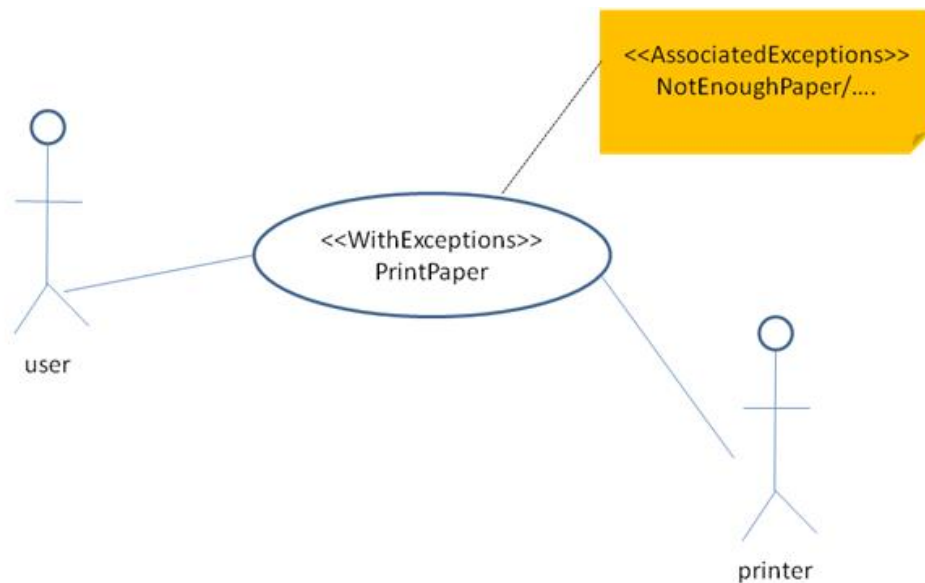 <<AssociatedExceptions>>
NotEnoughPaper/....
<<WithExceptions>>
PrintPaper
user
printer